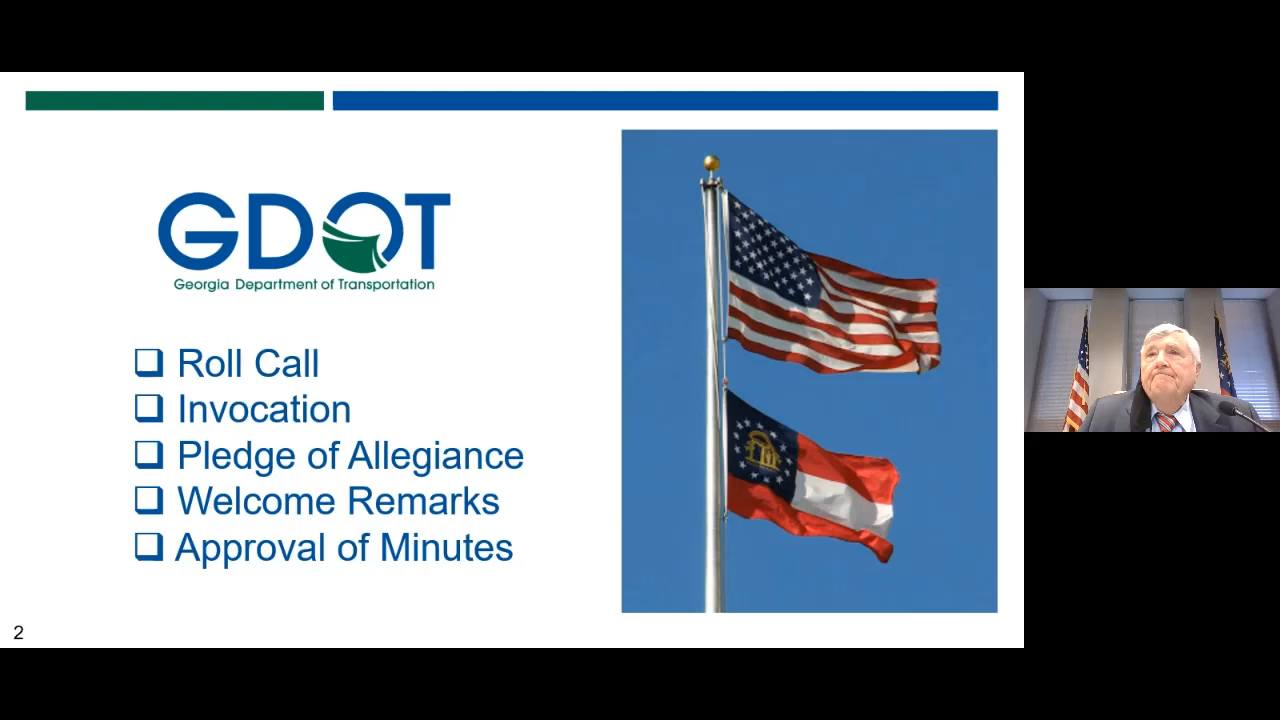 GDOT
Georgia Department of Transportation
❑ Roll Call
❑ Invocation
❑ Pledge of Allegiance
❑ Welcome Remarks
❑ Approval of Minutes
2